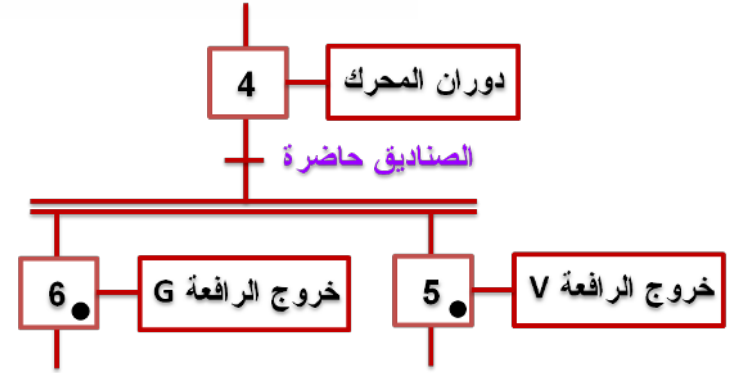 4
دوران المحرك
الصناديق حاضرة
6
خروج الرافعة G
5
خروج الرافعة V